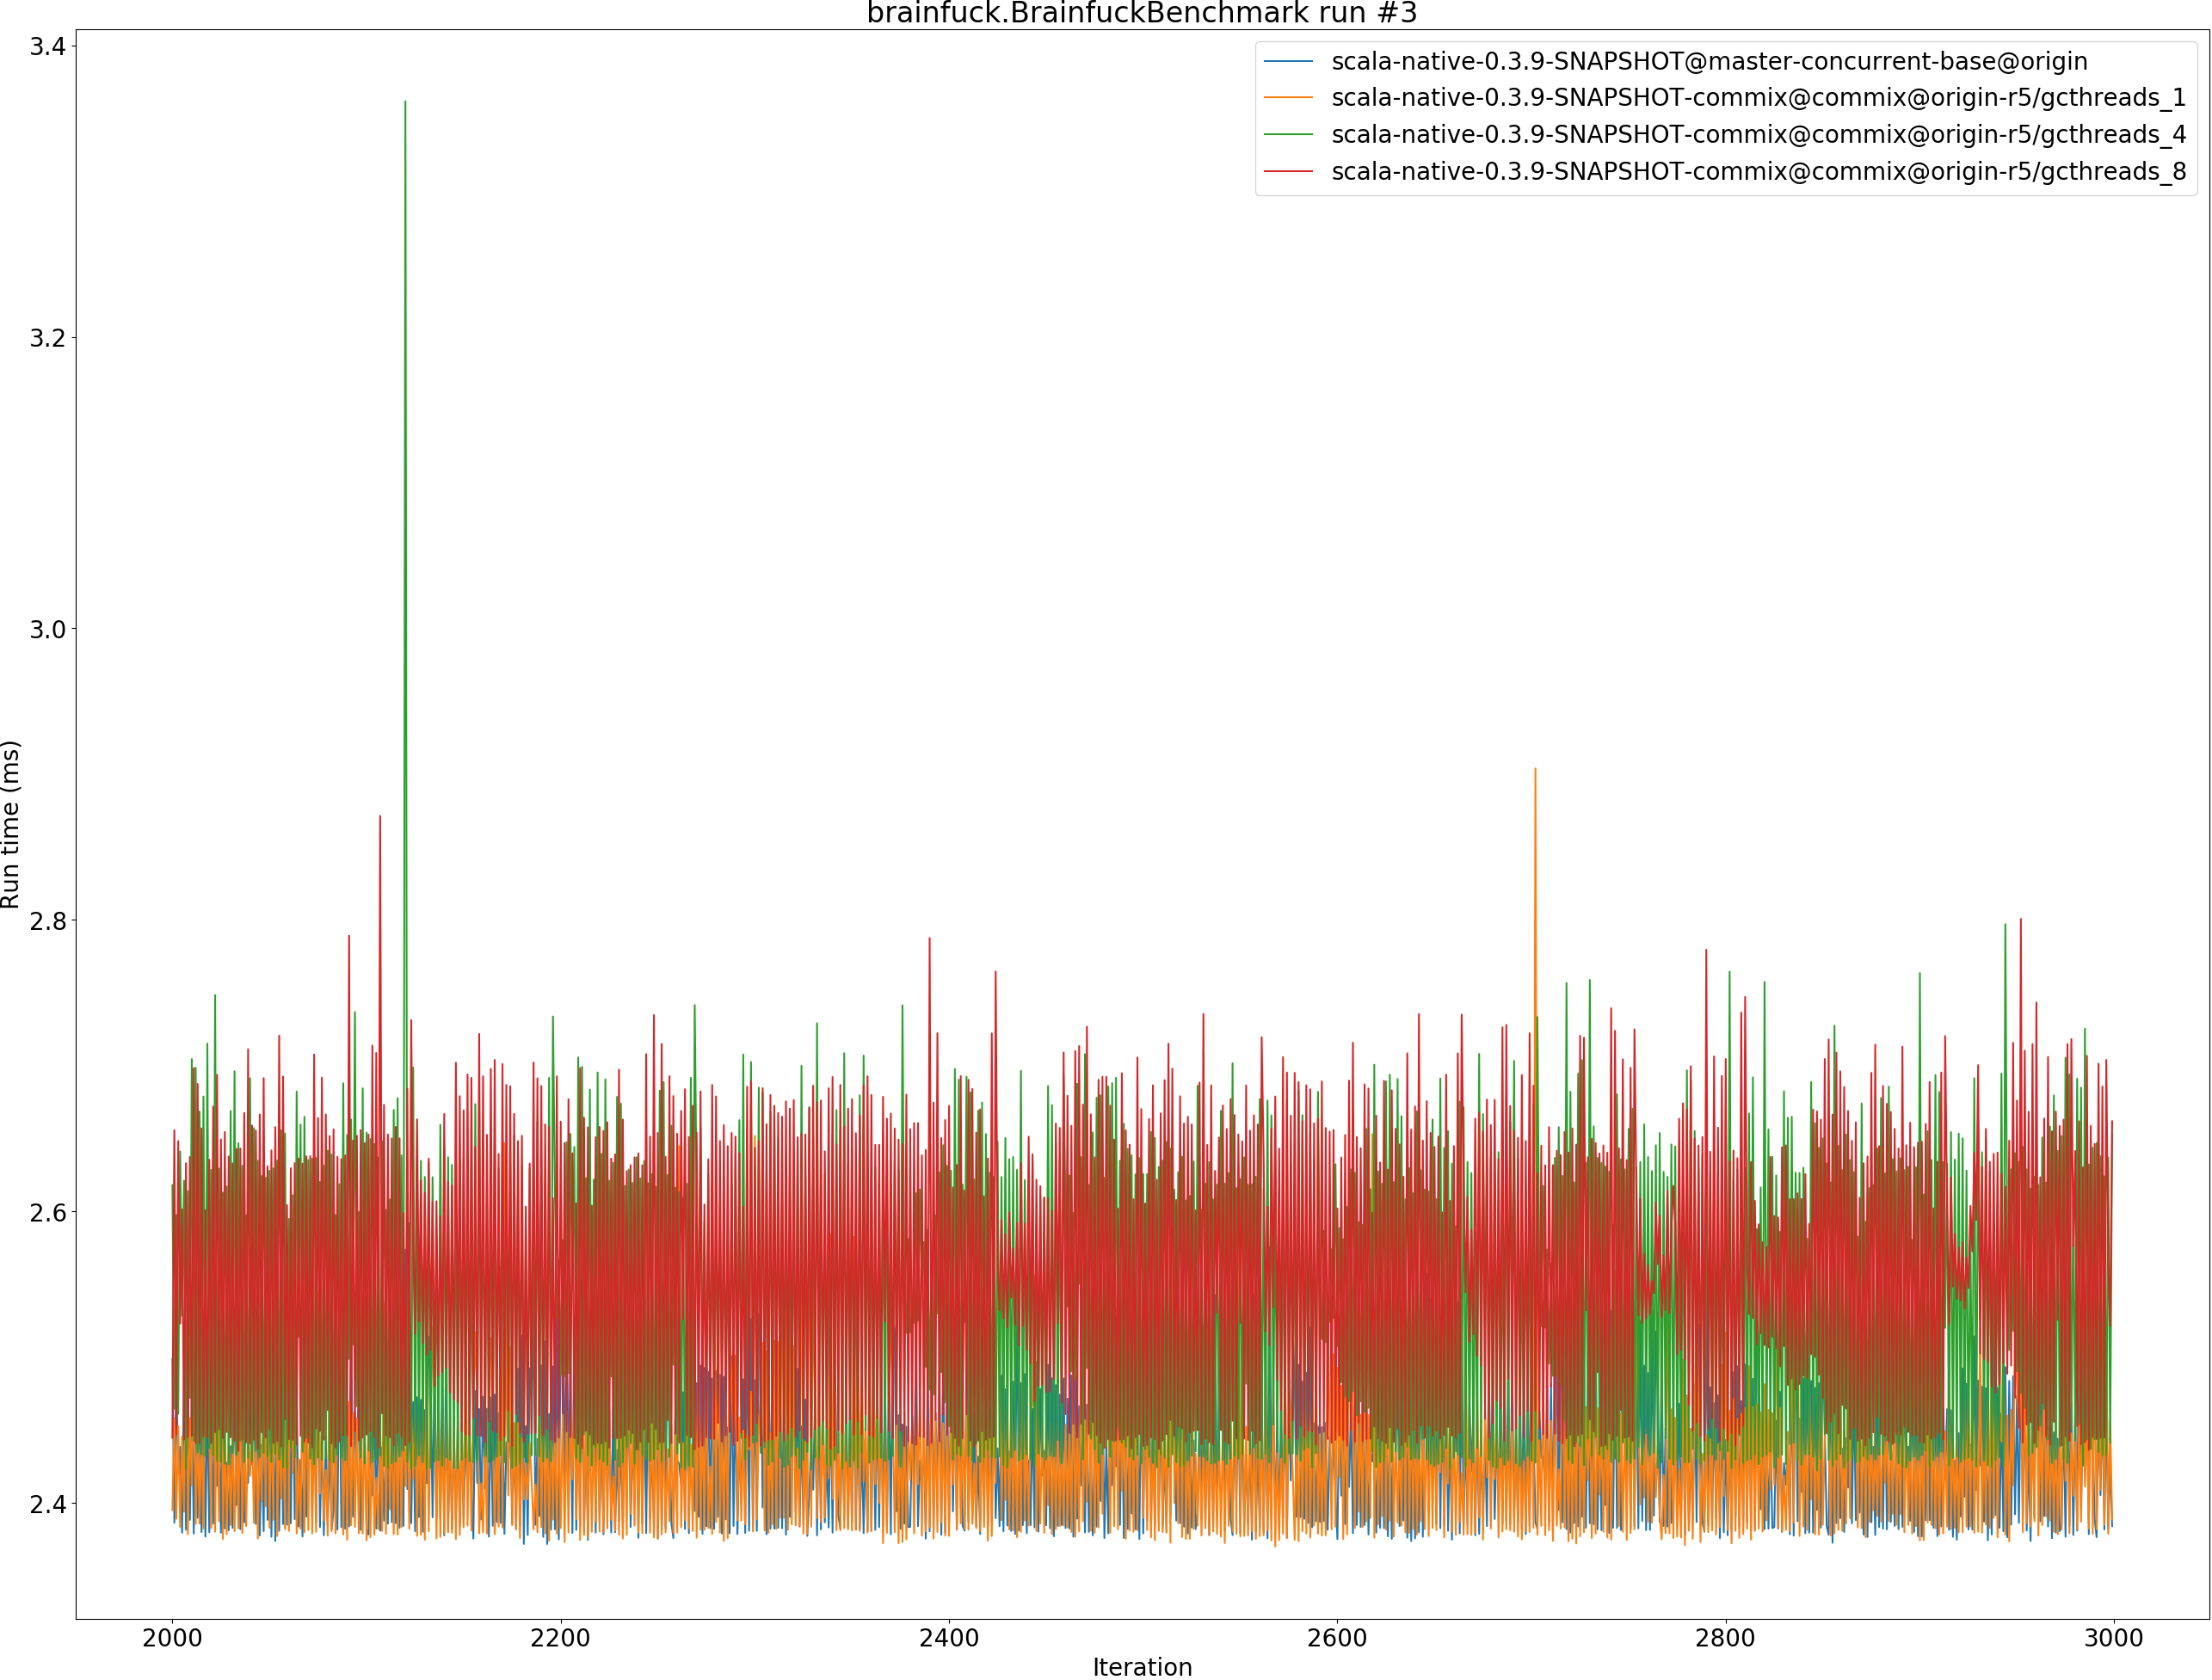 brainfuck.BrainfuckBenchmark run #3
scala-native-0.3.9-SNAPSHOT@master-concurrent-base@origin
scala-native-0.3.9-SNAPSHOT-commix@commix@origin-r5/gcthreads_1
scala-native-0.3.9-SNAPSHOT-commix@commix@origin-r5/gcthreads_4
scala-native-0.3.9-SNAPSHOT-commix@commix@origin-r5/gcthreads_8
3.4
3.2
3.0
2.8
2.6
2.4
Run time (ms)
2000
2200
2400
2600
2800
3000
Iteration